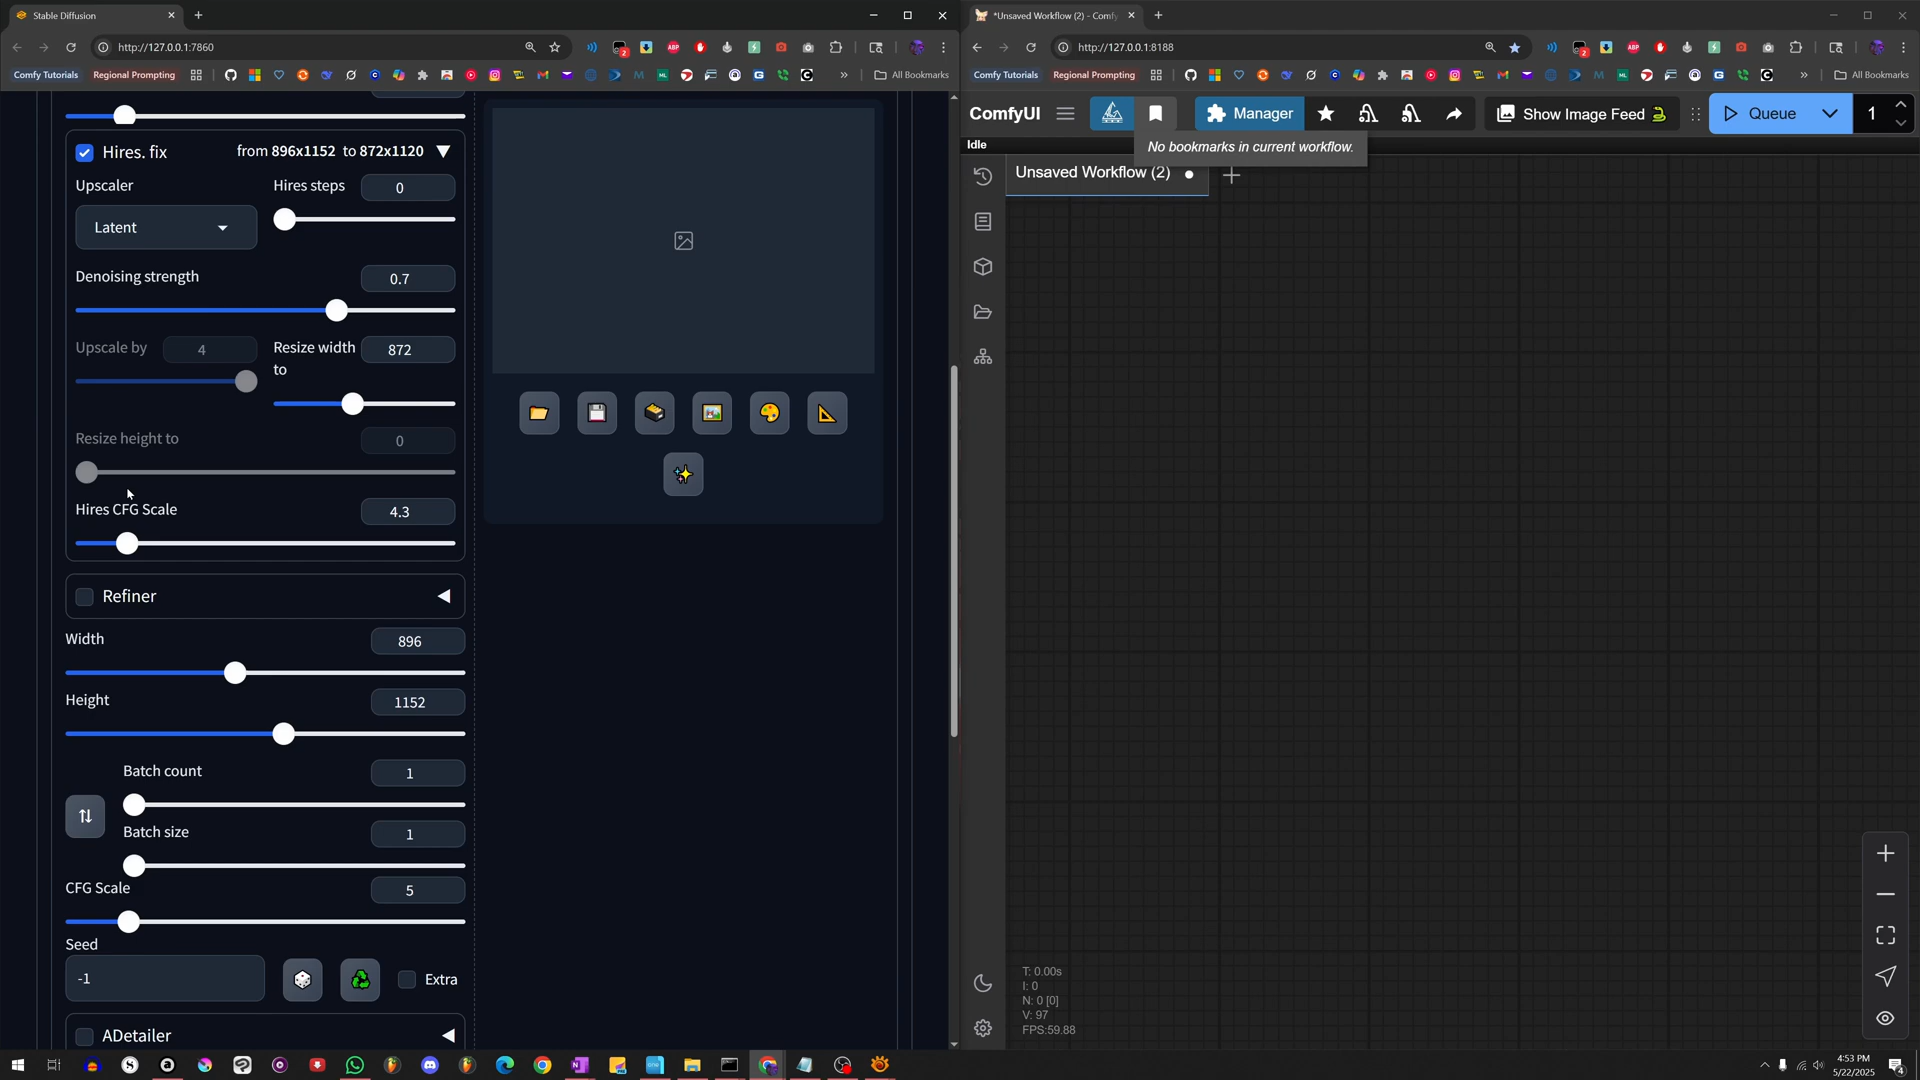 Stable Diffusion
http://127.0.0.1:7860
Comfy Tutorials
Regional Prompting
All Bookmarks
Hires. fix
from 896x1152 to 872x1120
Upscaler
Latent
Hires steps
0
Denoising strength
0.7
Upscale by
4
Resize width
to
872
Resize height to
0
Hires CFG Scale
4.3
Refiner
Width
896
Height
1152
Batch count
1
Batch size
1
CFG Scale
5
Seed
-1
Extra
ADetailer
*Unsaved Workflow (2) - Comfy
http://127.0.0.1:8188
Comfy Tutorials
Regional Prompting
All Bookmarks
ComfyUI
Manager
Show Image Feed
Queue
1
Idle
No bookmarks in current workflow.
Unsaved Workflow (2)
T: 0.00s
I: 0
N: 0 [0]
V: 97
FPS:59.88
4:53 PM
5/22/2025